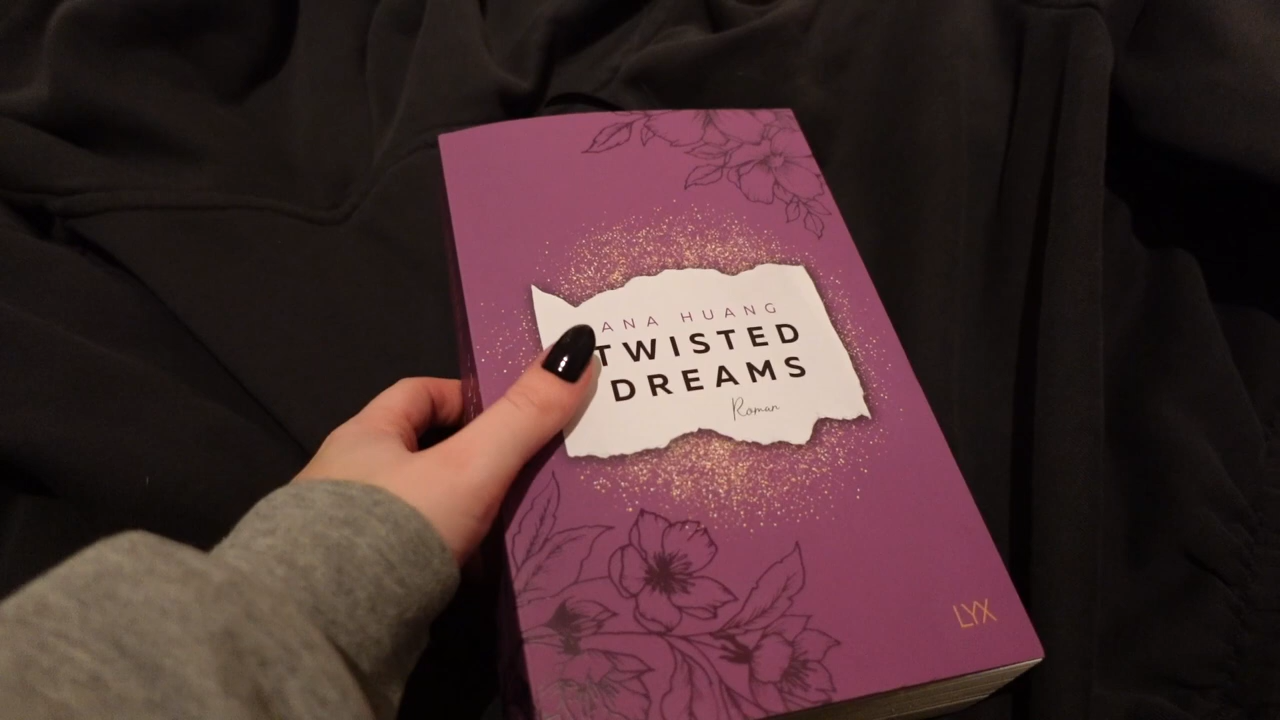 ANA HUANG
TWISTED
DREAMS
Roman
LYX